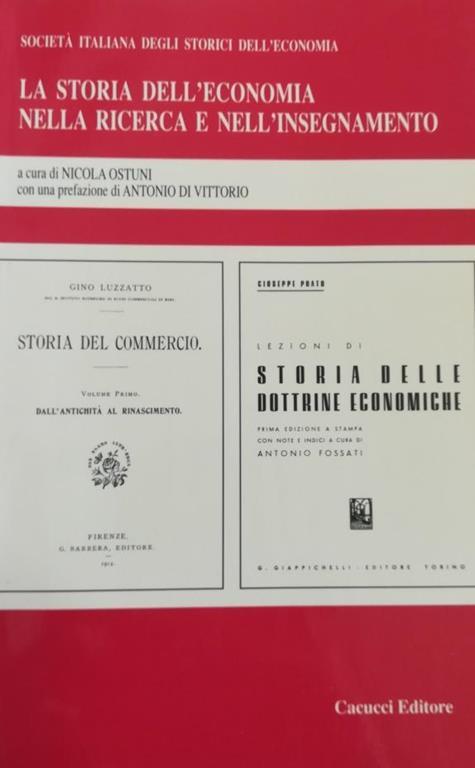 SOCIETÀ ITALIANA DEGLI STORICI DELL'ECONOMIA
LA STORIA DELL'ECONOMIA
NELLA RICERCA E NELL'INSEGNAMENTO
a cura di NICOLA OSTUNI
con una prefazione di ANTONIO DI VITTORIO
GINO LUZZATTO
STORIA DEL COMMERCIO.
VOLUME PRIMO.
DALL'ANTICHITÀ AL RINASCIMENTO.
FIRENZE,
G. BARBERA, EDITORE.
GIUSEPPE PRATO
LEZIONI DI
STORIA DELLE
DOTTRINE ECONOMICHE
PRIMA EDIZIONE A STAMPA
CON NOTE E INDICI A CURA DI
ANTONIO FOSSATI
G. GIAPPICHELLI - EDITORE TORINO
Cacucci Editore